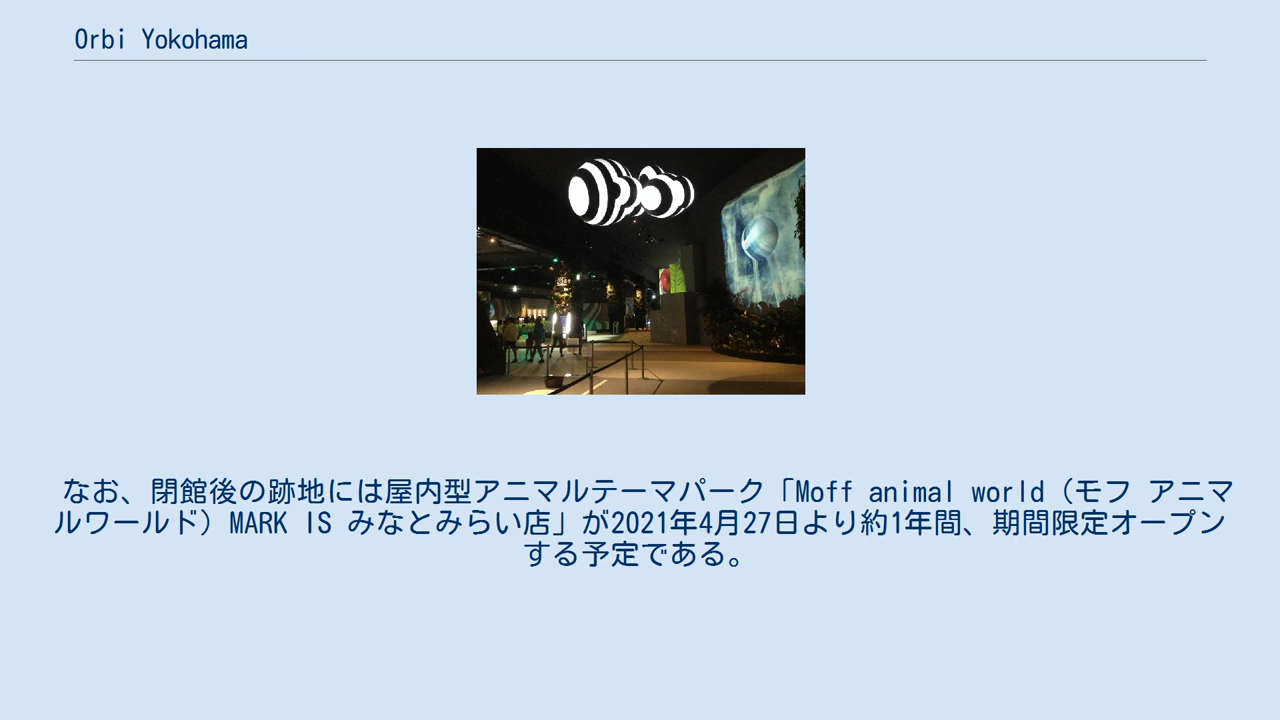 Orbi Yokohama
なお、閉館後の跡地には屋内型アニマルテーマパーク「Moff animal world（モフ アニマ
ルワールド）MARK IS みなとみらい店」が2021年4月27日より約1年間、期間限定オープン
する予定である。